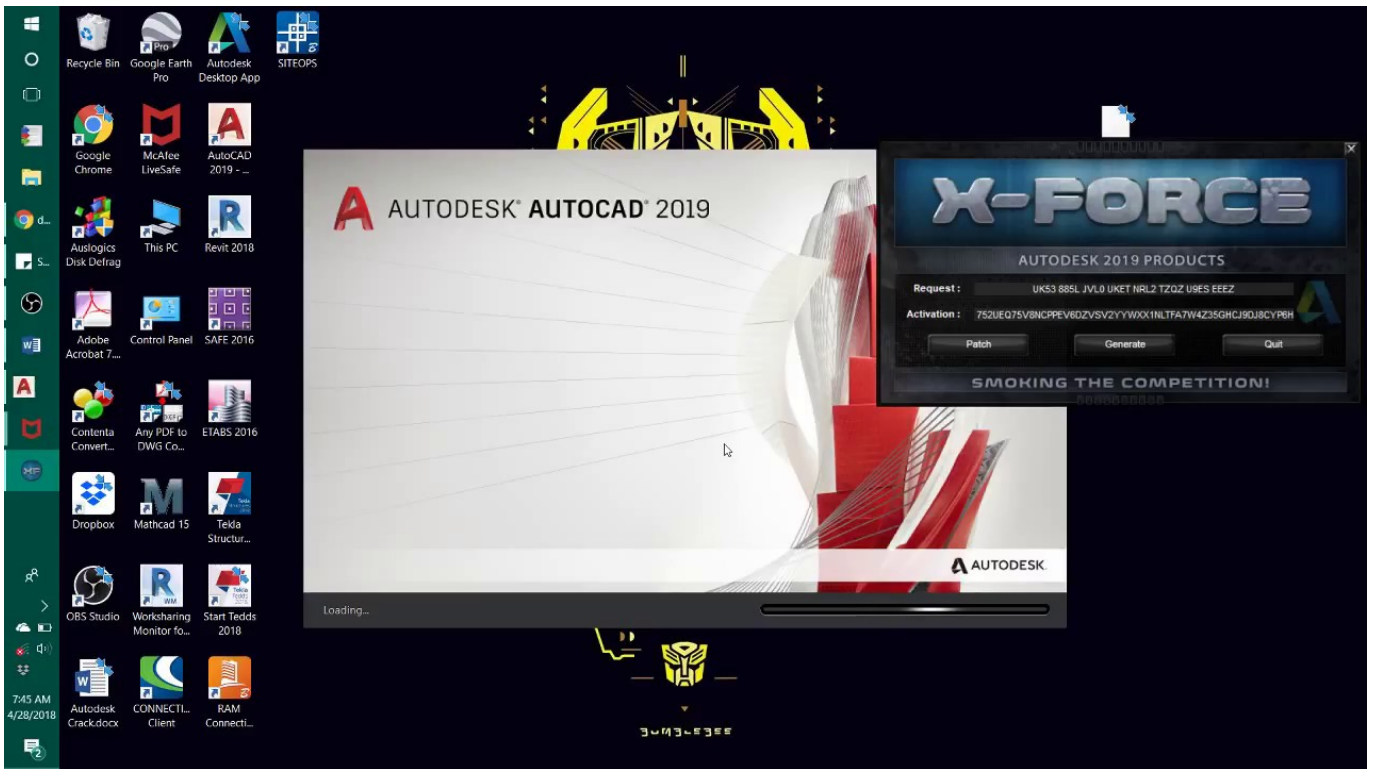 Recycle Bin
Google Earth
Pro
Autodesk
Desktop App
SITEOPS
Google
Chrome
McAfee
LiveSafe
AutoCAD
2019 - ...
Auslogics
Disk Defrag
This PC
Revit 2018
Adobe
Acrobat 7....
Control Panel
SAFE 2016
Contenta
Convert...
Any PDF to
DWG Co...
ETABS 2016
Dropbox
Mathcad 15
Tekla
Structur...
OBS Studio
Worksharing
Monitor fo...
Start Tedds
2018
Autodesk
Crack.docx
CONNECTI...
Client
RAM
Connecti...
d...
S...
7:45 AM
4/28/2018
2
AUTODESK® AUTOCAD® 2019
AUTODESK.
Loading...
X-FORCE
AUTODESK 2019 PRODUCTS
Request : UK53 885L JVL0 UKET NRL2 TZQZ U9ES EEEZ
Activation : 752UEQ75V8NCPPEV6DZVSV2YYWXX1NLTFA7W4Z35GHCJ9DJ8CYP6H
Patch Generate Quit
SMOKING THE COMPETITION!